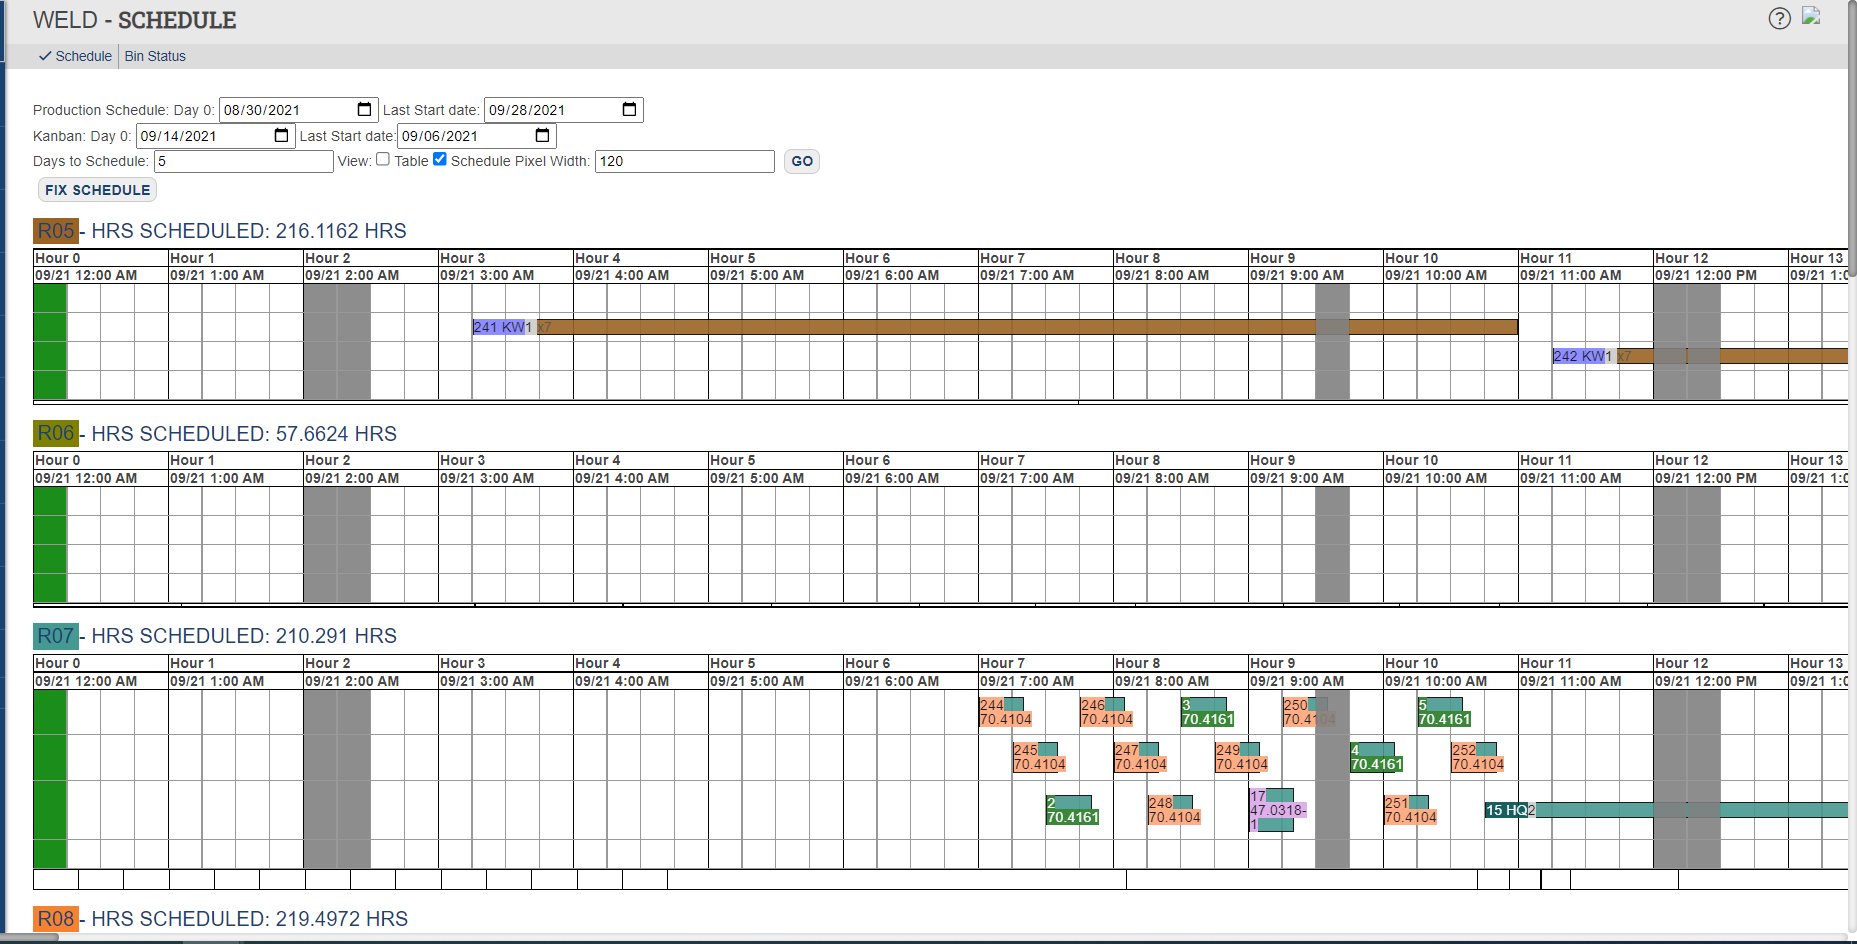 WELD - SCHEDULE
Schedule Bin Status
Production Schedule: Day 0: 08/30/2021 Last Start date: 09/28/2021
Kanban: Day 0: 09/14/2021 Last Start date: 09/06/2021
Days to Schedule: 5 View: Table Schedule Pixel Width: 120 GO
FIX SCHEDULE
R05 - HRS SCHEDULED: 216.1162 HRS
Hour 0 Hour 1 Hour 2 Hour 3 Hour 4 Hour 5 Hour 6 Hour 7 Hour 8 Hour 9 Hour 10 Hour 11 Hour 12 Hour 13
09/21 12:00 AM 09/21 1:00 AM 09/21 2:00 AM 09/21 3:00 AM 09/21 4:00 AM 09/21 5:00 AM 09/21 6:00 AM 09/21 7:00 AM 09/21 8:00 AM 09/21 9:00 AM 09/21 10:00 AM 09/21 11:00 AM 09/21 12:00 PM 09/21 1:0
241 KW1 x7
242 KW1 x7
R06 - HRS SCHEDULED: 57.6624 HRS
Hour 0 Hour 1 Hour 2 Hour 3 Hour 4 Hour 5 Hour 6 Hour 7 Hour 8 Hour 9 Hour 10 Hour 11 Hour 12 Hour 13
09/21 12:00 AM 09/21 1:00 AM 09/21 2:00 AM 09/21 3:00 AM 09/21 4:00 AM 09/21 5:00 AM 09/21 6:00 AM 09/21 7:00 AM 09/21 8:00 AM 09/21 9:00 AM 09/21 10:00 AM 09/21 11:00 AM 09/21 12:00 PM 09/21 1:0
R07 - HRS SCHEDULED: 210.291 HRS
Hour 0 Hour 1 Hour 2 Hour 3 Hour 4 Hour 5 Hour 6 Hour 7 Hour 8 Hour 9 Hour 10 Hour 11 Hour 12 Hour 13
09/21 12:00 AM 09/21 1:00 AM 09/21 2:00 AM 09/21 3:00 AM 09/21 4:00 AM 09/21 5:00 AM 09/21 6:00 AM 09/21 7:00 AM 09/21 8:00 AM 09/21 9:00 AM 09/21 10:00 AM 09/21 11:00 AM 09/21 12:00 PM 09/21 1:0
244 246 3 250 5
70.4104 70.4104 70.4161 70.4104 70.4161
245 247 249 4 252
70.4104 70.4104 70.4104 70.4161 70.4104
2 248 17 251 15 HQ2
70.4161 70.4104 47.0318- 70.4104
1
R08 - HRS SCHEDULED: 219.4972 HRS